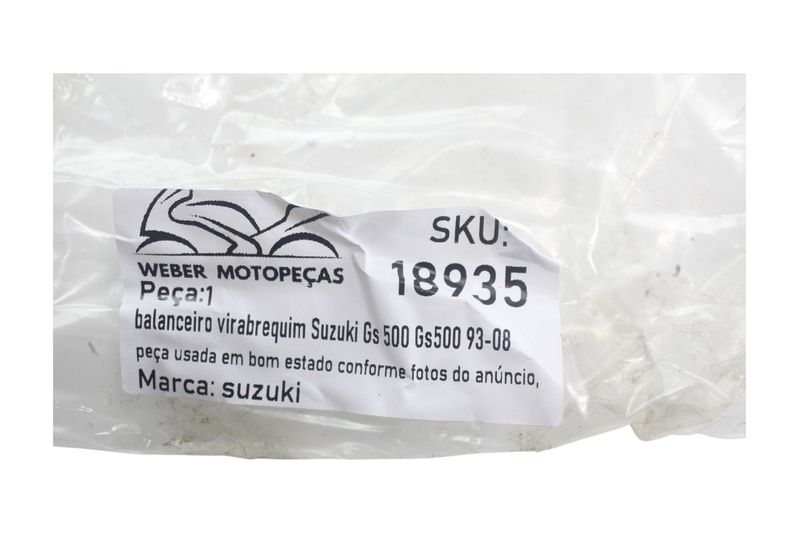 WEBER MOTOPEÇAS
SKU:
18935
Peça:1
balanceiro virabrequim Suzuki Gs 500 Gs500 93-08
peça usada em bom estado conforme fotos do anúncio,
Marca: suzuki